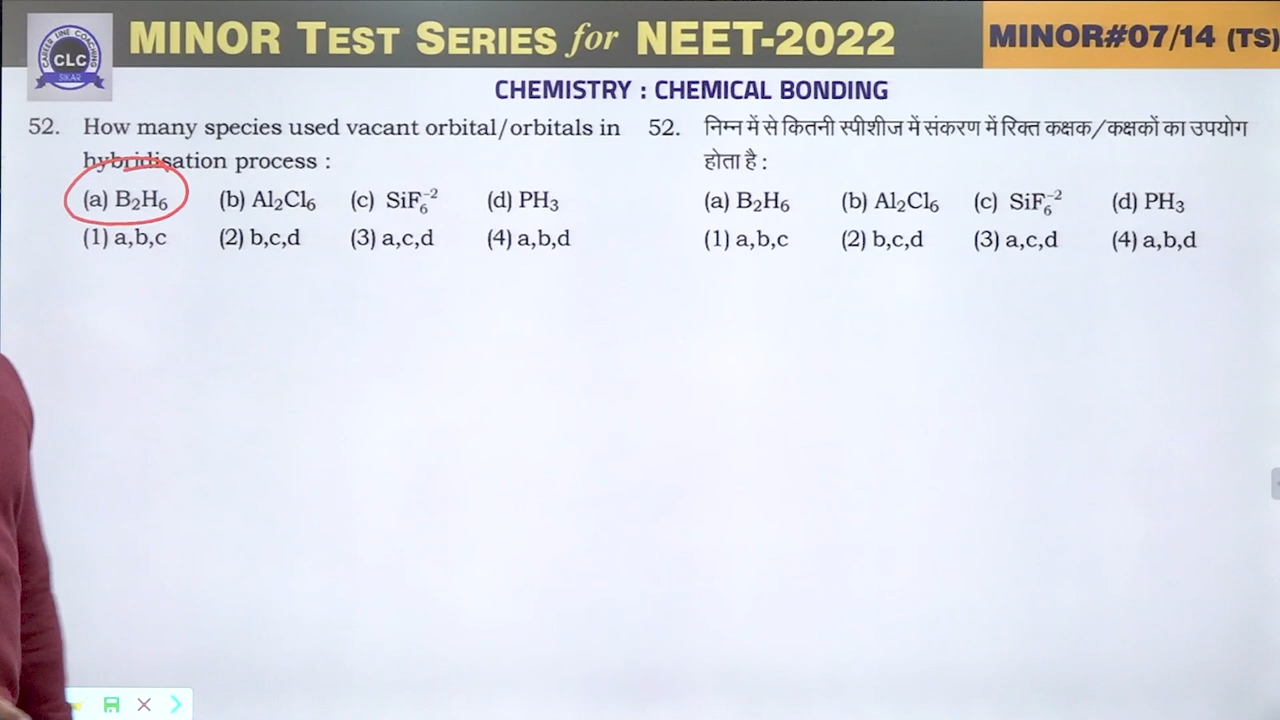 CAREER LINE COACHING
CLC
SIKAR
MINOR TEST SERIES for NEET-2022
MINOR#07/14 (TS)
CHEMISTRY : CHEMICAL BONDING
52. How many species used vacant orbital/orbitals in
hybridisation process :
(a) B₂H₆ (b) Al₂Cl₆ (c) SiF₆⁻² (d) PH₃
(1) a,b,c (2) b,c,d (3) a,c,d (4) a,b,d
52. निम्न में से कितनी स्पीशीज में संकरण में रिक्त कक्षक/कक्षकों का उपयोग
होता है :
(a) B₂H₆ (b) Al₂Cl₆ (c) SiF₆⁻² (d) PH₃
(1) a,b,c (2) b,c,d (3) a,c,d (4) a,b,d